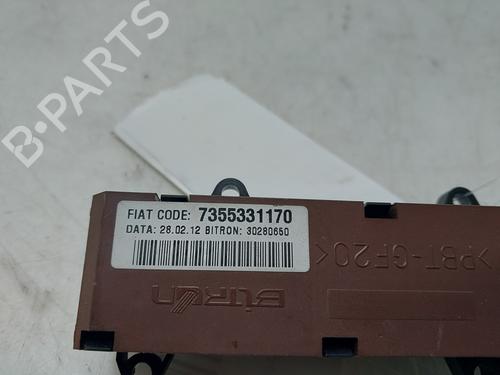 B-PARTS
FIAT CODE: 7355331170
DATA: 28.02.12 BITRON: 30280650
>PBT-GF20<
BITRON